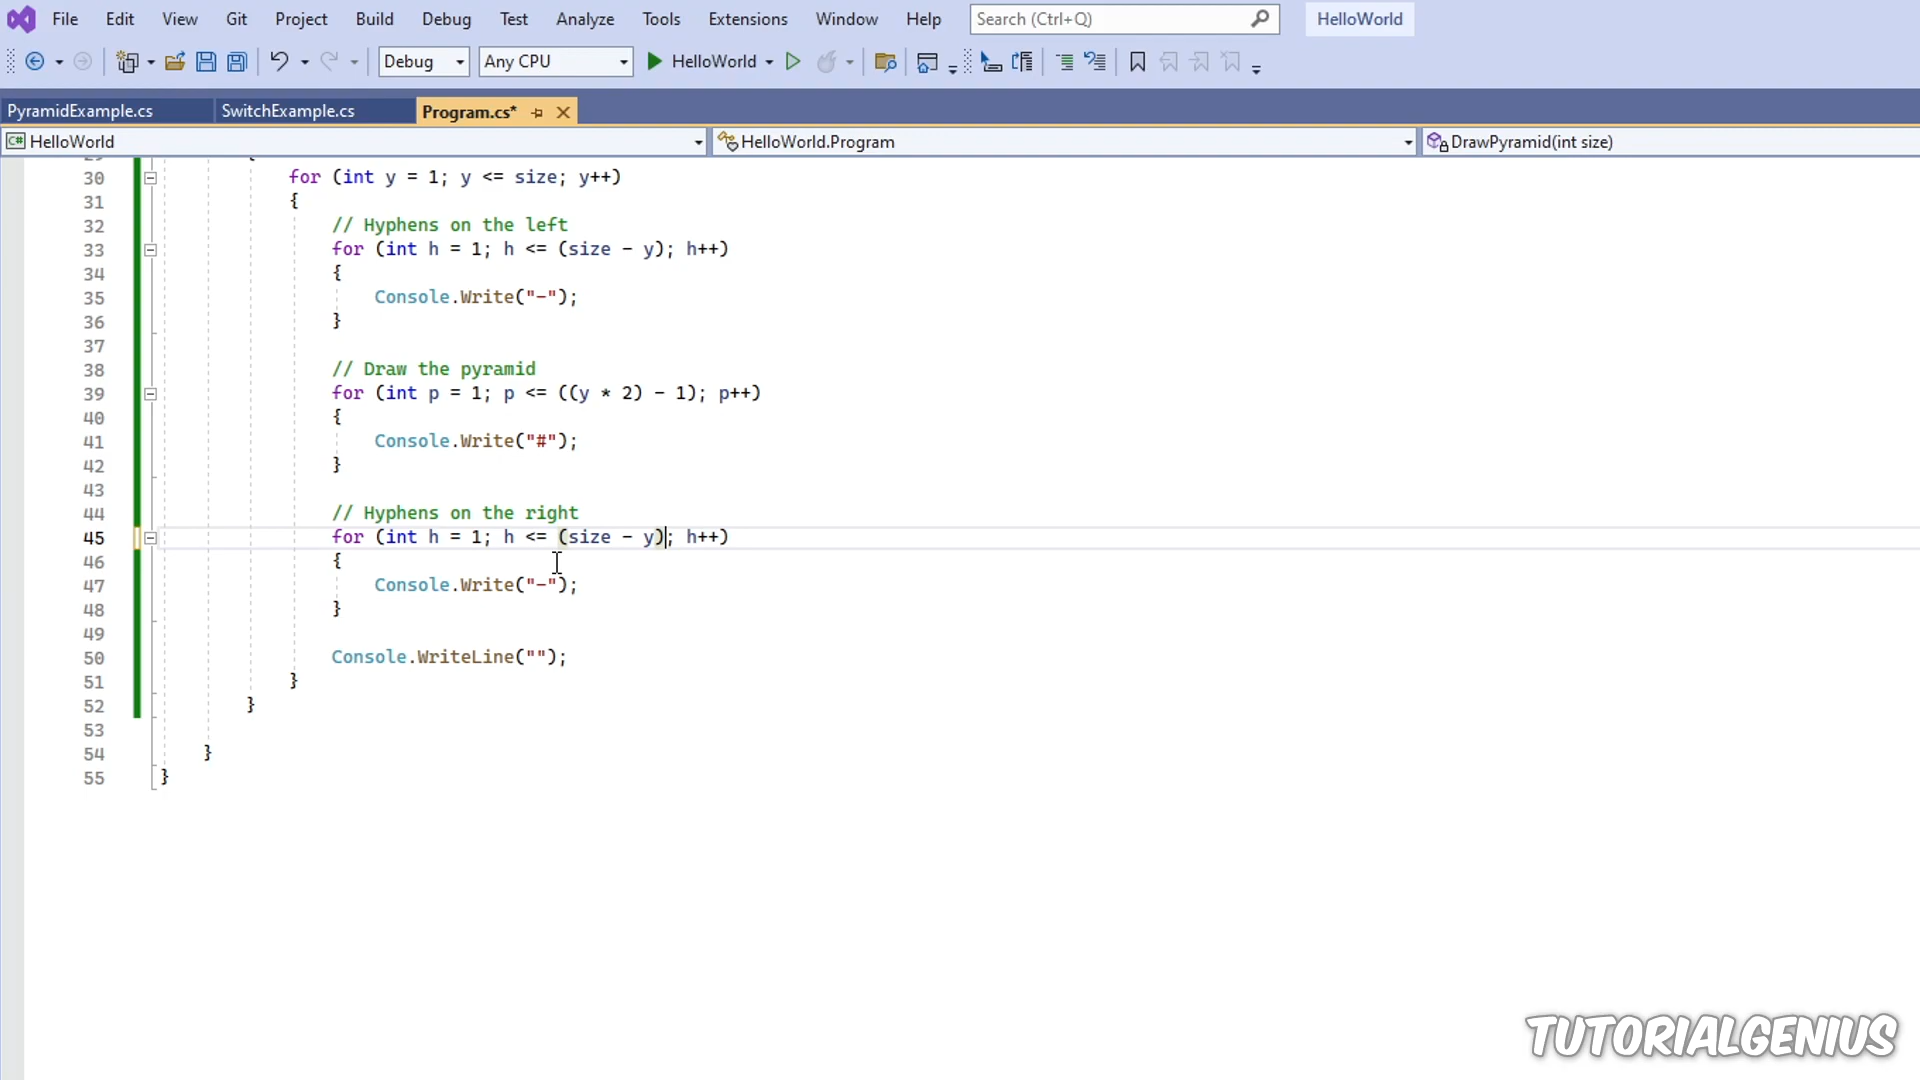 File Edit View Git Project Build Debug Test Analyze Tools Extensions Window Help Search (Ctrl+Q) HelloWorld
Debug Any CPU HelloWorld
PyramidExample.cs SwitchExample.cs Program.cs*
C# HelloWorld HelloWorld.Program DrawPyramid(int size)
29 {
30 for (int y = 1; y <= size; y++)
31 {
32 // Hyphens on the left
33 for (int h = 1; h <= (size - y); h++)
34 {
35 Console.Write("-");
36 }
37
38 // Draw the pyramid
39 for (int p = 1; p <= ((y * 2) - 1); p++)
40 {
41 Console.Write("#");
42 }
43
44 // Hyphens on the right
45 for (int h = 1; h <= (size - y); h++)
46 {
47 Console.Write("-");
48 }
49
50 Console.WriteLine("");
51 }
52 }
53
54 }
55 }
TUTORIALGENIUS